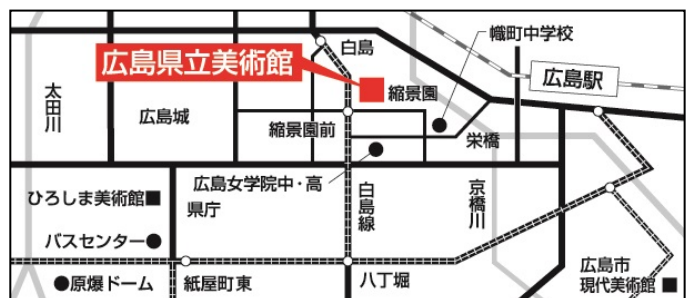 白島
幟町中学校
広島県立美術館
広島駅
太田川
広島城
縮景園
縮景園前
栄橋
広島女学院中・高
県庁
ひろしま美術館
白島線
京橋川
バスセンター
原爆ドーム
紙屋町東
八丁堀
広島市
現代美術館